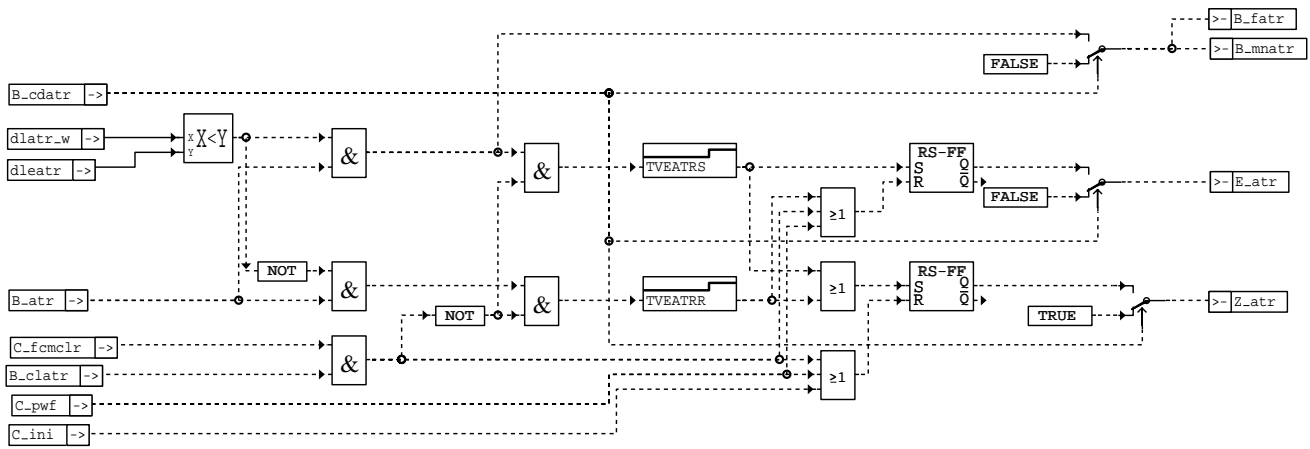 B_fatr
B_mnatr
FALSE
B_cdatr
dlatr_w
X
Y
X<Y
&
&
TVEATRS
RS-FF
S
R
Q
Q
FALSE
E_atr
dleatr
≥1
NOT
&
&
TVEATRR
≥1
RS-FF
S
R
Q
Q
TRUE
Z_atr
B_atr
NOT
C_fcmclr
B_clatr
&
≥1
C_pwf
C_ini